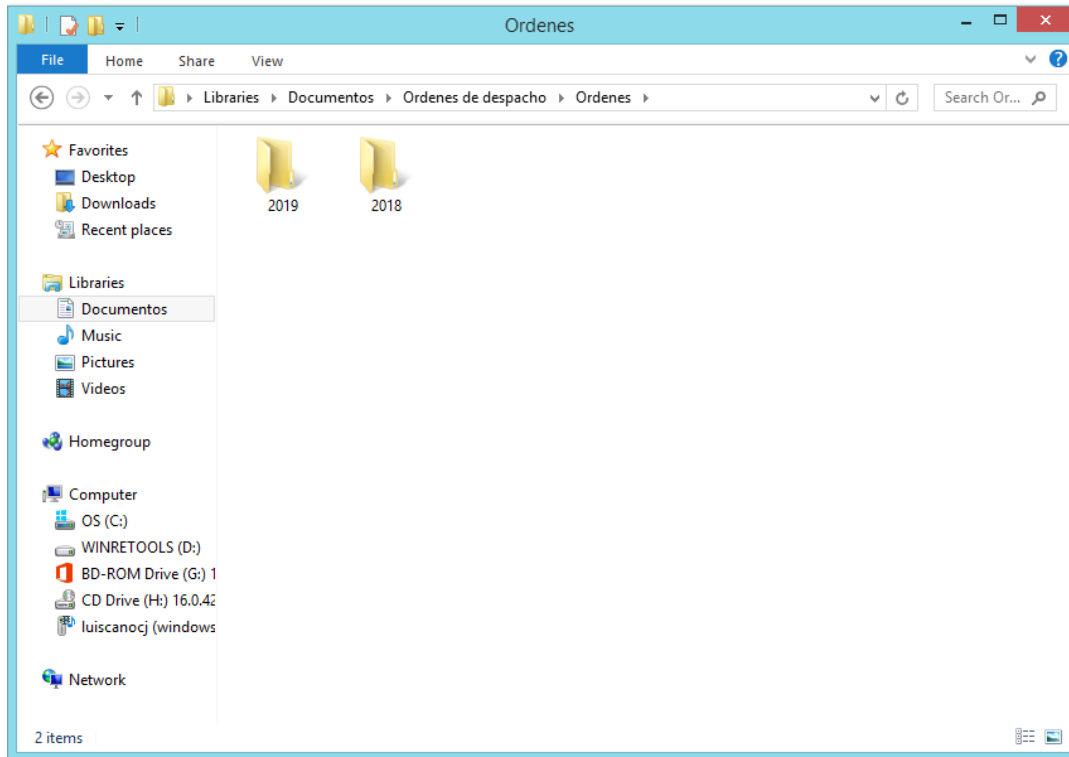 Ordenes
File Home Share View
Libraries Documentos Ordenes de despacho Ordenes
Search Or...
Favorites
Desktop
Downloads
Recent places
Libraries
Documentos
Music
Pictures
Videos
Homegroup
Computer
OS (C:)
WINRETOOLS (D:)
BD-ROM Drive (G:) 1
CD Drive (H:) 16.0.42
luiscanocj (windows
Network
2019 2018
2 items